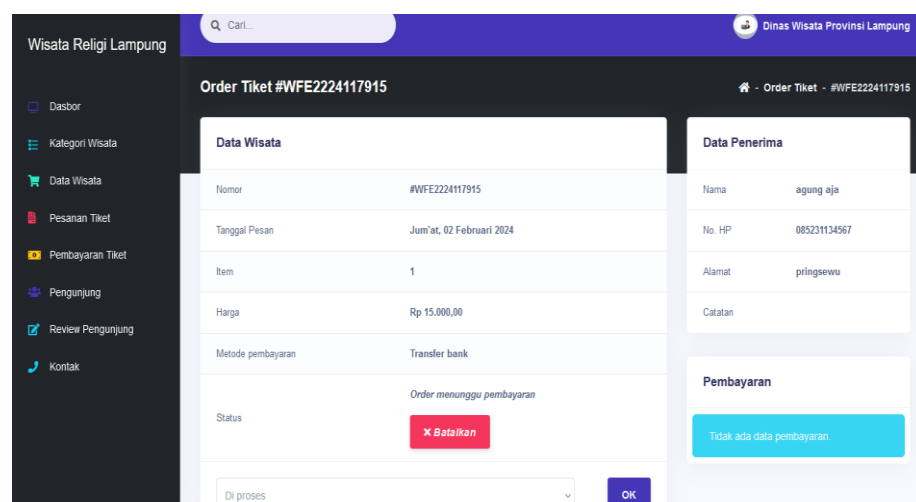 Wisata Religi Lampung
Dasbor
Kategori Wisata
Data Wisata
Pesanan Tiket
Pembayaran Tiket
Pengunjung
Review Pengunjung
Kontak
Cari...
Dinas Wisata Provinsi Lampung
Order Tiket #WFE2224117915
- Order Tiket - #WFE2224117915
Data Wisata
Nomor #WFE2224117915
Tanggal Pesan Jum'at, 02 Februari 2024
Item 1
Harga Rp 15.000,00
Metode pembayaran Transfer bank
Status Order menunggu pembayaran
× Batalkan
Di proses OK
Data Penerima
Nama agung aja
No. HP 085231134567
Alamat pringsewu
Catatan
Pembayaran
Tidak ada data pembayaran.